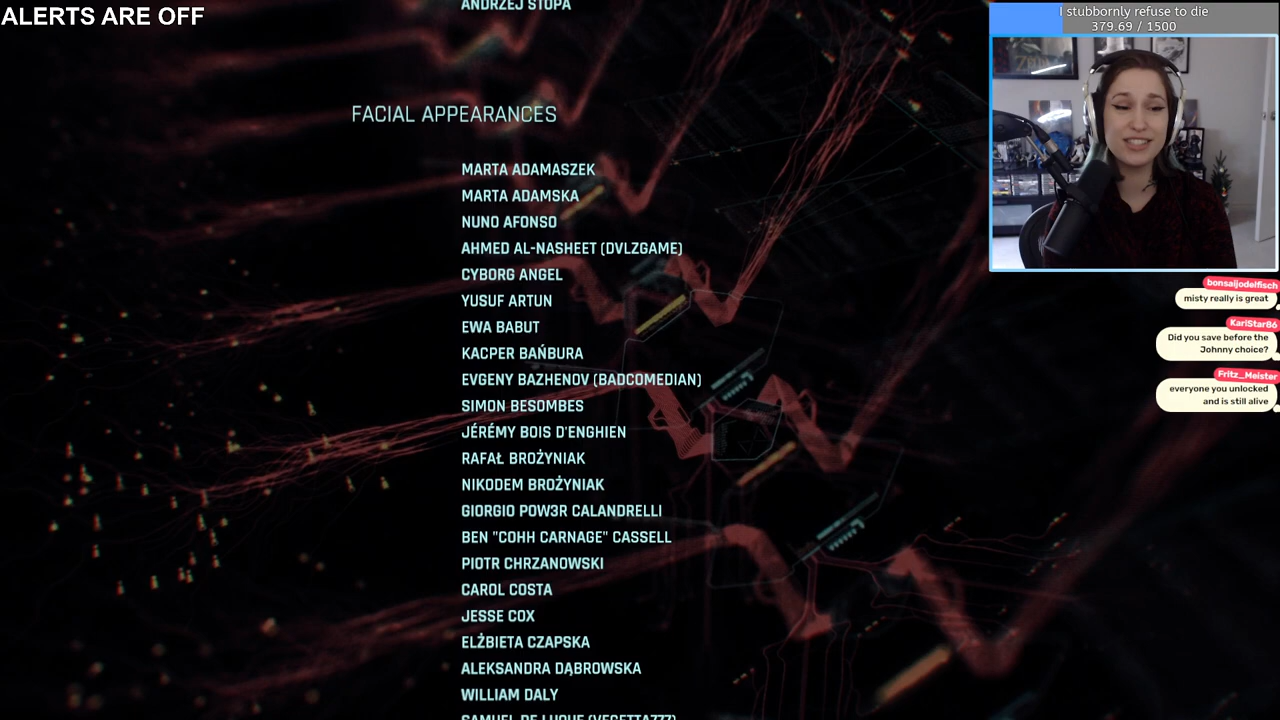 ANDRZEJ STOPA
ALERTS ARE OFF
I stubbornly refuse to die
379.69 / 1500
FACIAL APPEARANCES
MARTA ADAMASZEK
MARTA ADAMSKA
NUNO AFONSO
AHMED AL-NASHEET (DVLZGAME)
CYBORG ANGEL
YUSUF ARTUN
EWA BABUT
KACPER BAŃBURA
EVGENY BAZHENOV (BADCOMEDIAN)
SIMON BESOMBES
JÉRÉMY BOIS D'ENGHIEN
RAFAŁ BROŻYNIAK
NIKODEM BROŻYNIAK
GIORGIO POW3R CALANDRELLI
BEN "COHH CARNAGE" CASSELL
PIOTR CHRZANOWSKI
CAROL COSTA
JESSE COX
ELŻBIETA CZAPSKA
ALEKSANDRA DĄBROWSKA
WILLIAM DALY
SAMUEL DE LUQUE (VEGETTA777)
bonsaijodelfisch
misty really is great
KariStar86
Did you save before the
Johnny choice?
Fritz_Meister
everyone you unlocked
and is still alive